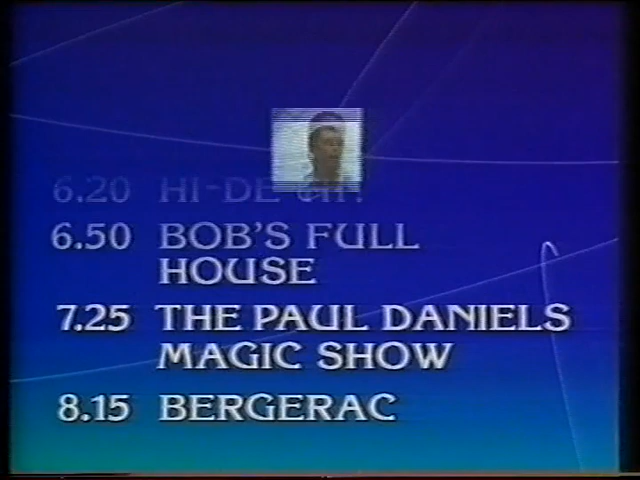 6.20 HI-DE-HI!
6.50 BOB'S FULL
HOUSE
7.25 THE PAUL DANIELS
MAGIC SHOW
8.15 BERGERAC